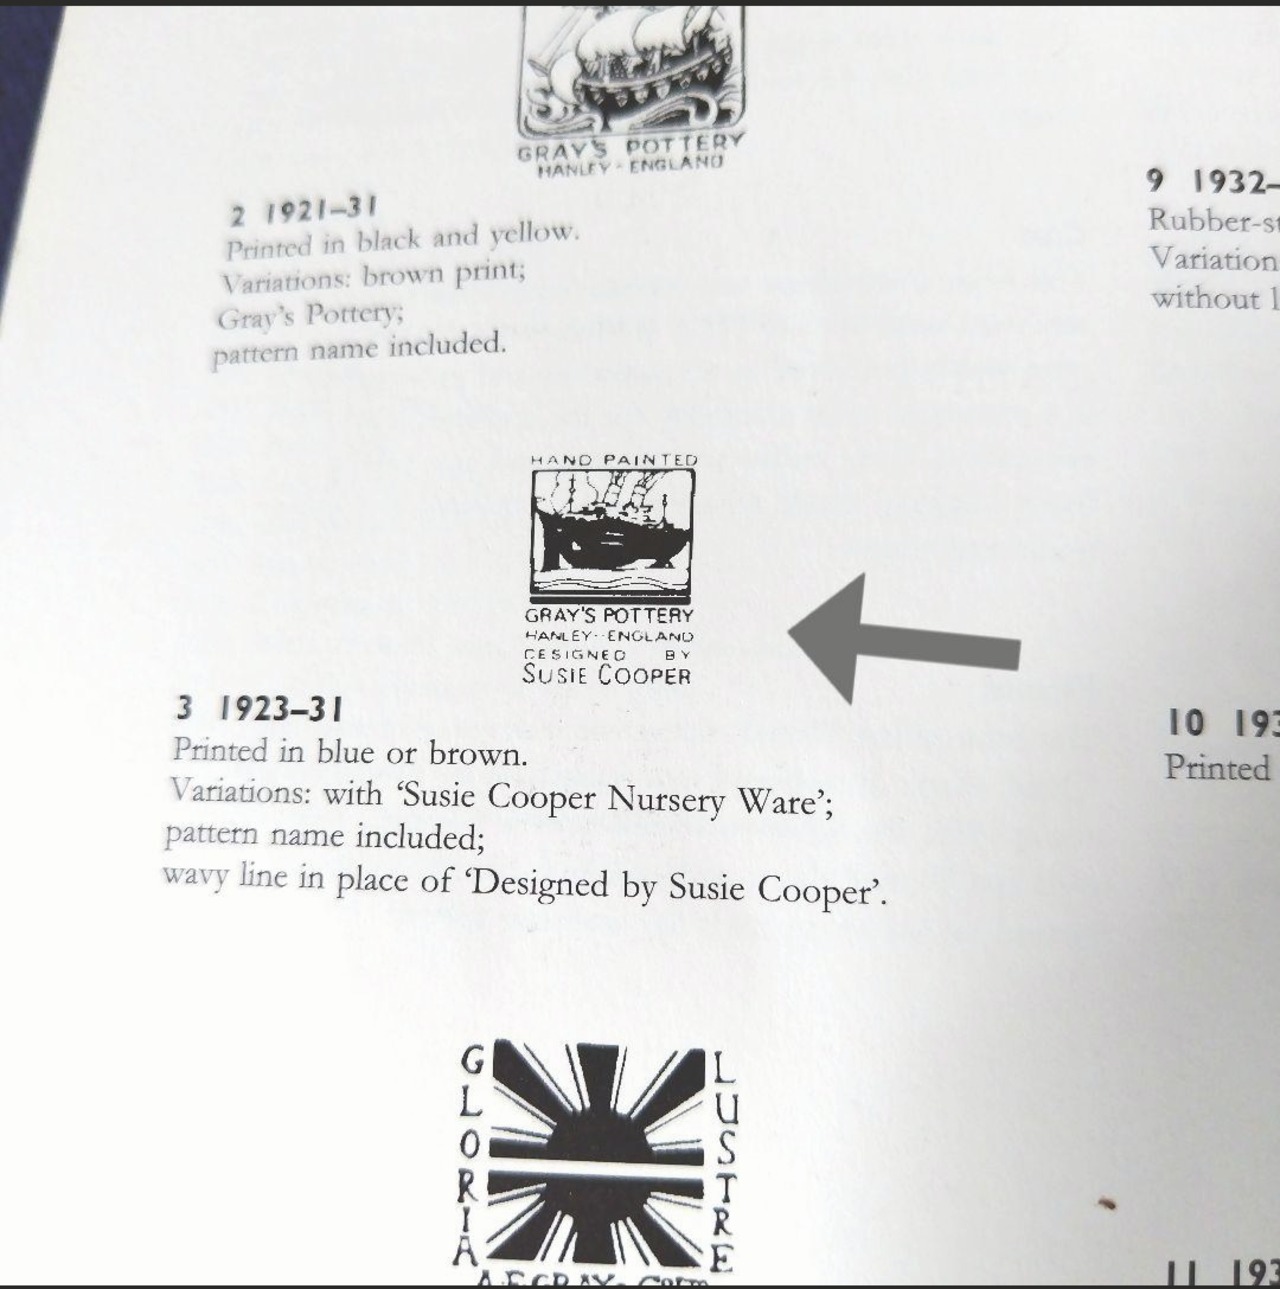 GRAY'S POTTERY
HANLEY - ENGLAND
2 1921–31
Printed in black and yellow.
Variations: brown print;
Gray's Pottery;
pattern name included.
HAND PAINTED
GRAY'S POTTERY
HANLEY - ENGLAND
DESIGNED BY
SUSIE COOPER
3 1923–31
Printed in blue or brown.
Variations: with ‘Susie Cooper Nursery Ware’;
pattern name included;
wavy line in place of ‘Designed by Susie Cooper’.
GLORIA
LUSTRE
A.E.GRAY
9 1932–
Rubber-st
Variation
without l
10 193
Printed
11 193